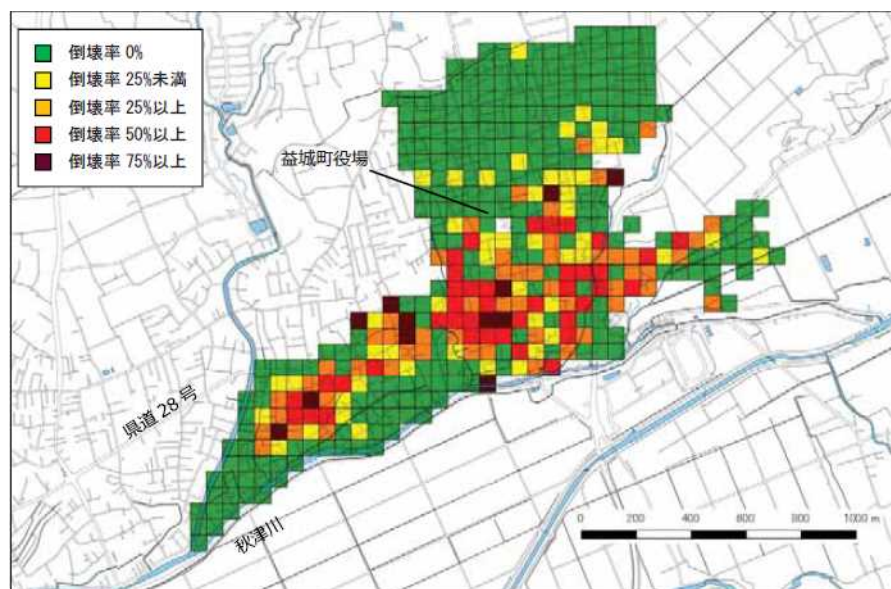 倒壊率 0%
倒壊率 25%未満
倒壊率 25%以上
倒壊率 50%以上
倒壊率 75%以上
益城町役場
県道 28 号
秋津川
0 200 400 600 800 1000 m